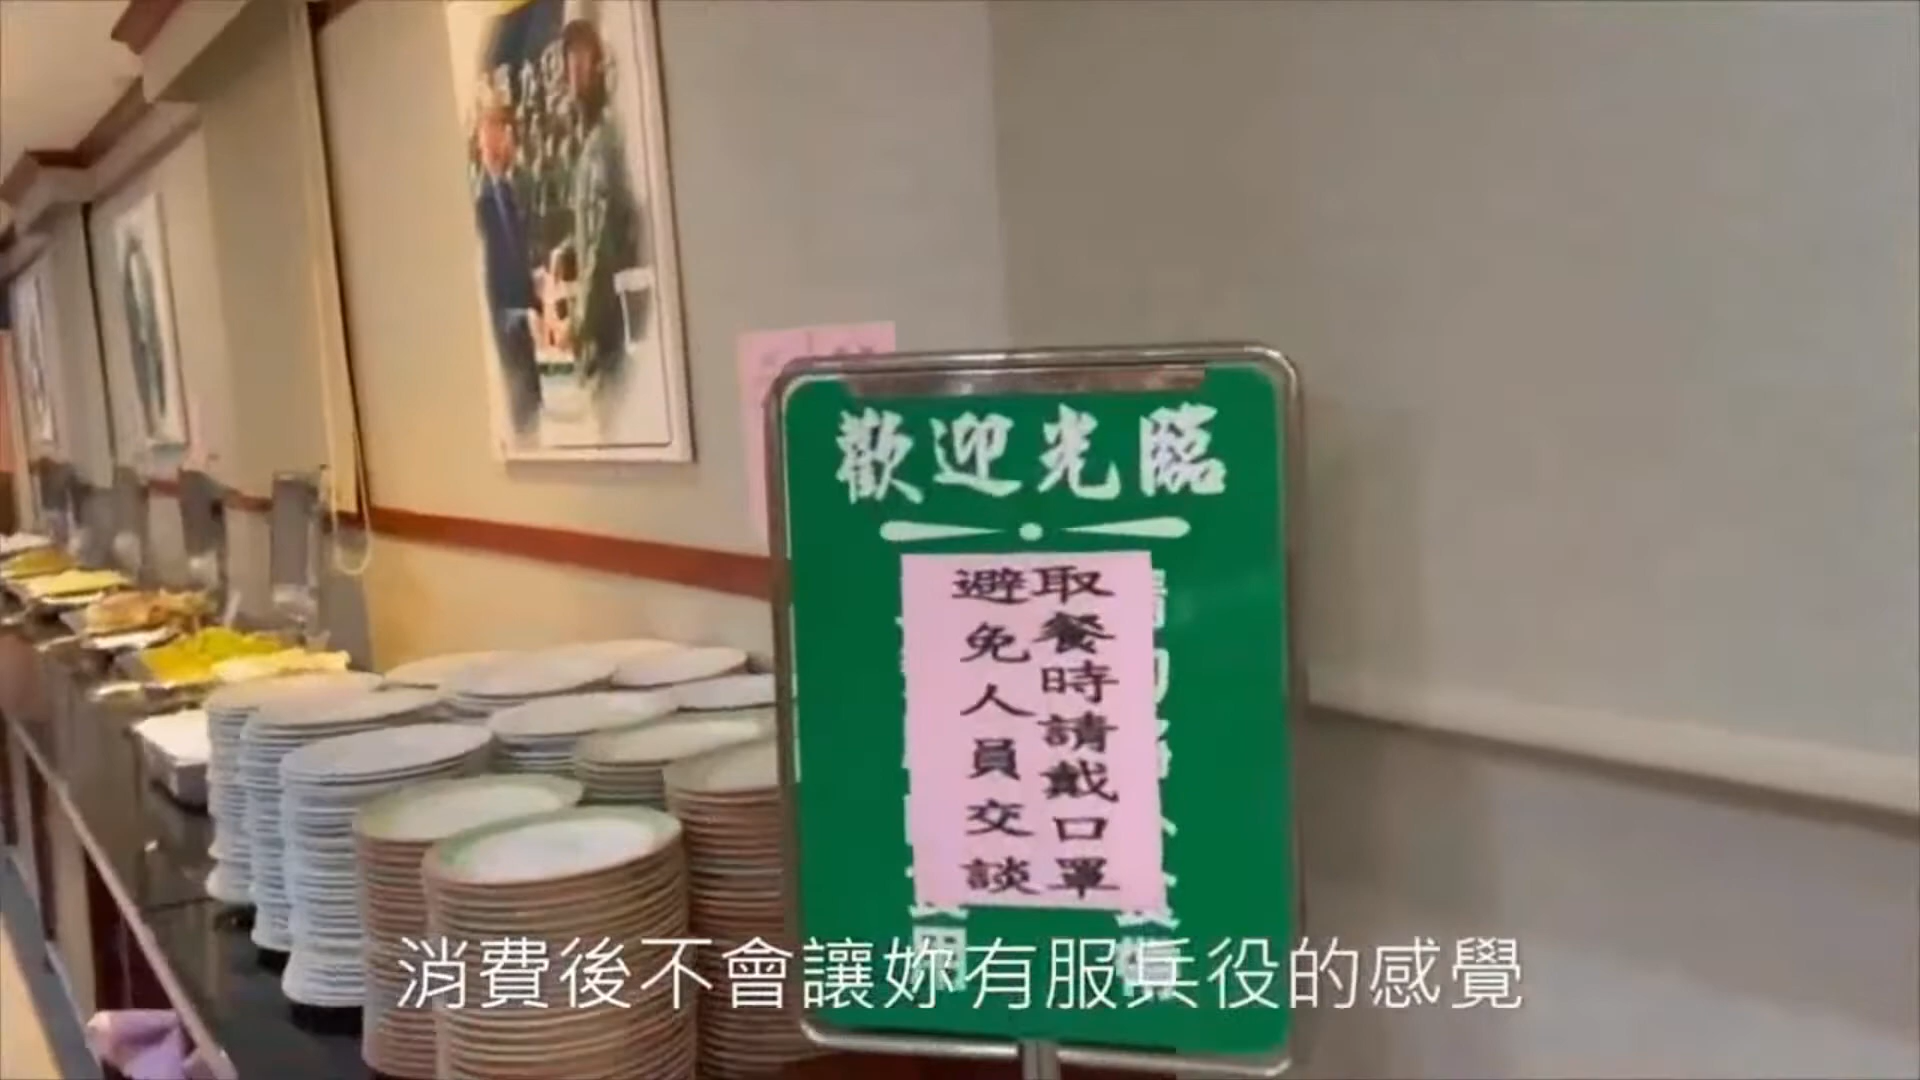 歡迎光臨
取餐時請戴口罩
避免人員交談
消費後不會讓妳有服兵役的感覺